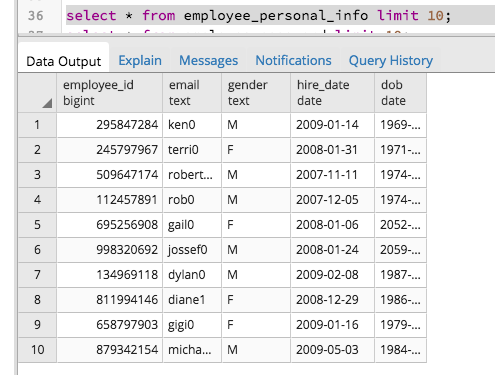 36 select * from employee_personal_info limit 10;
Data Output Explain Messages Notifications Query History
employee_id email gender hire_date dob
bigint text text date date
1 295847284 ken0 M 2009-01-14 1969-...
2 245797967 terri0 F 2008-01-31 1971-...
3 509647174 robert... M 2007-11-11 1974-...
4 112457891 rob0 M 2007-12-05 1974-...
5 695256908 gail0 F 2008-01-06 2052-...
6 998320692 jossef0 M 2008-01-24 2059-...
7 134969118 dylan0 M 2009-02-08 1987-...
8 811994146 diane1 F 2008-12-29 1986-...
9 658797903 gigi0 F 2009-01-16 1979-...
10 879342154 micha... M 2009-05-03 1984-...